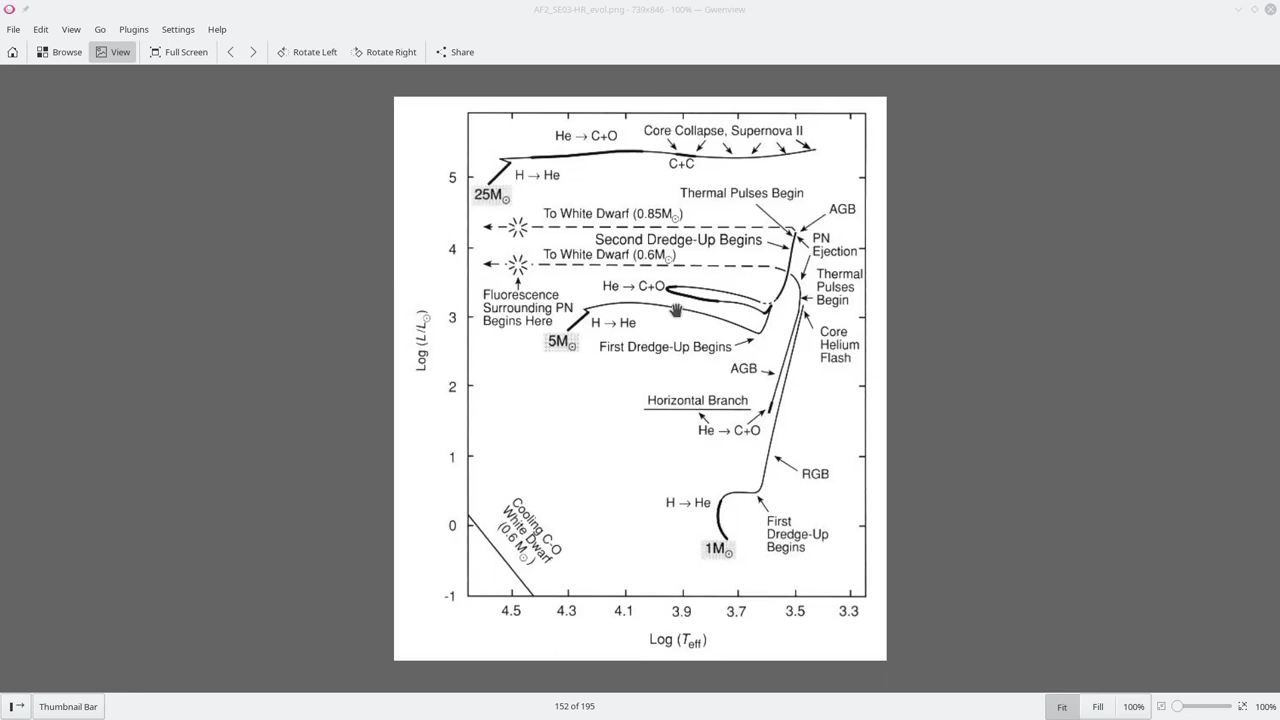 AF2_SE03-HR_evol.png - 739x846 - 100% — Gwenview
File Edit View Go Plugins Settings Help
Browse View Full Screen Rotate Left Rotate Right Share
He → C+O
Core Collapse, Supernova II
C+C
H → He
25M☉
Thermal Pulses Begin
AGB
To White Dwarf (0.85M☉)
PN
Ejection
Second Dredge-Up Begins
To White Dwarf (0.6M☉)
Thermal
Pulses
Begin
He → C+O
Fluorescence
Surrounding PN
Begins Here
H → He
5M☉
First Dredge-Up Begins
Core
Helium
Flash
AGB
Horizontal Branch
He → C+O
RGB
H → He
First
Dredge-Up
Begins
1M☉
Cooling C-O
White Dwarf
(0.6 M☉)
Log (L/L☉)
5
4
3
2
1
0
-1
4.5 4.3 4.1 3.9 3.7 3.5 3.3
Log (Teff)
Thumbnail Bar 152 of 195 Fit Fill 100% 100%